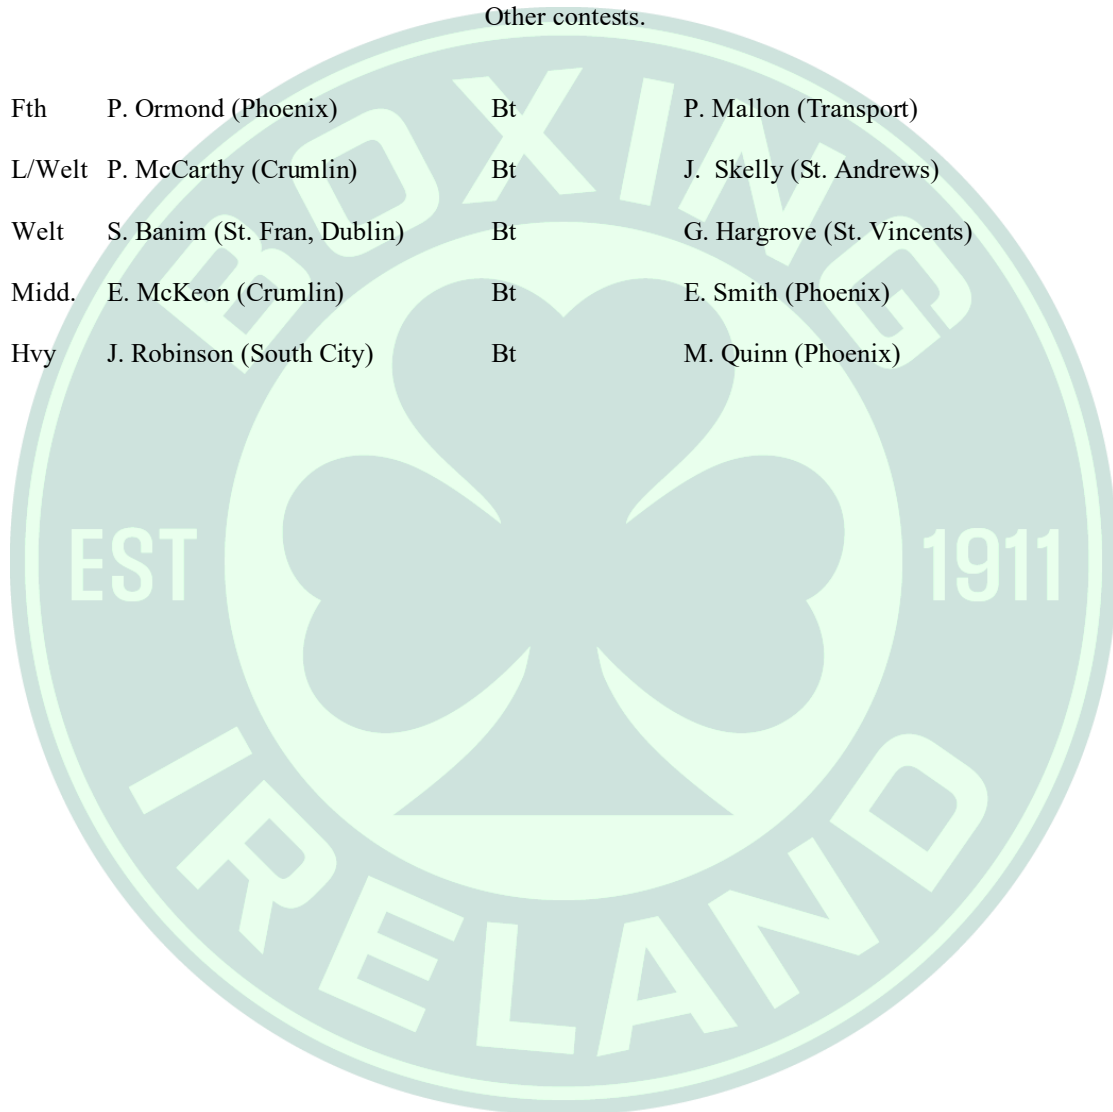 Other contests.
Fth P. Ormond (Phoenix) Bt P. Mallon (Transport)
L/Welt P. McCarthy (Crumlin) Bt J. Skelly (St. Andrews)
Welt S. Banim (St. Fran, Dublin) Bt G. Hargrove (St. Vincents)
Midd. E. McKeon (Crumlin) Bt E. Smith (Phoenix)
Hvy J. Robinson (South City) Bt M. Quinn (Phoenix)
BOXING
EST 1911
IRELAND